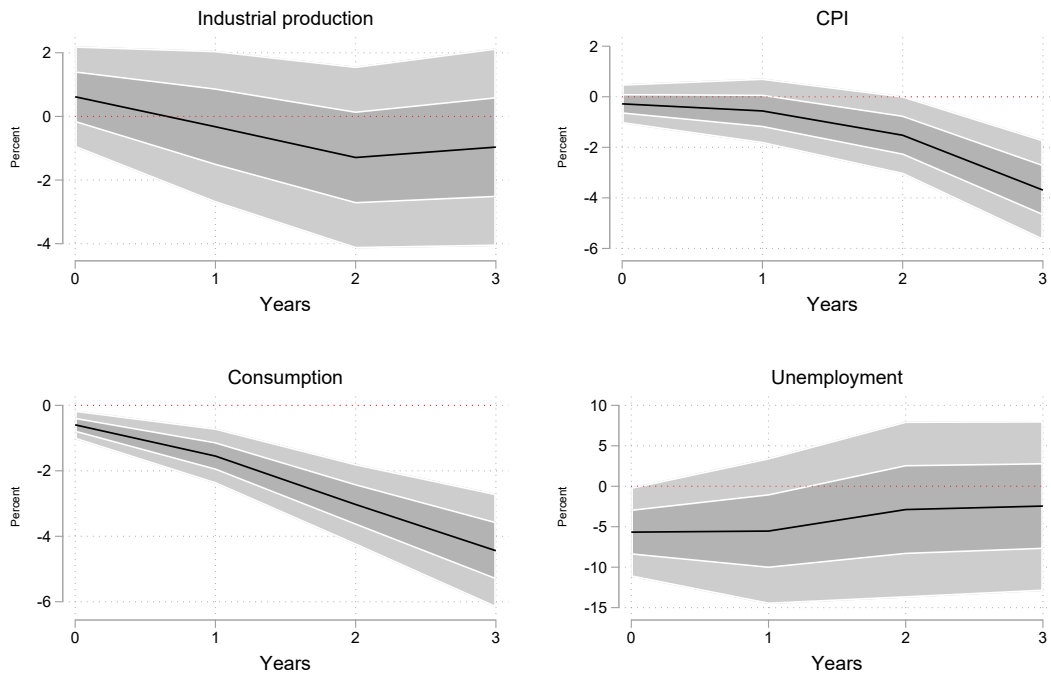 Industrial production
Percent
2
0
-2
-4
0 1 2 3
Years
CPI
Percent
2
0
-2
-4
-6
0 1 2 3
Years
Consumption
Percent
0
-2
-4
-6
0 1 2 3
Years
Unemployment
Percent
10
5
0
-5
-10
-15
0 1 2 3
Years